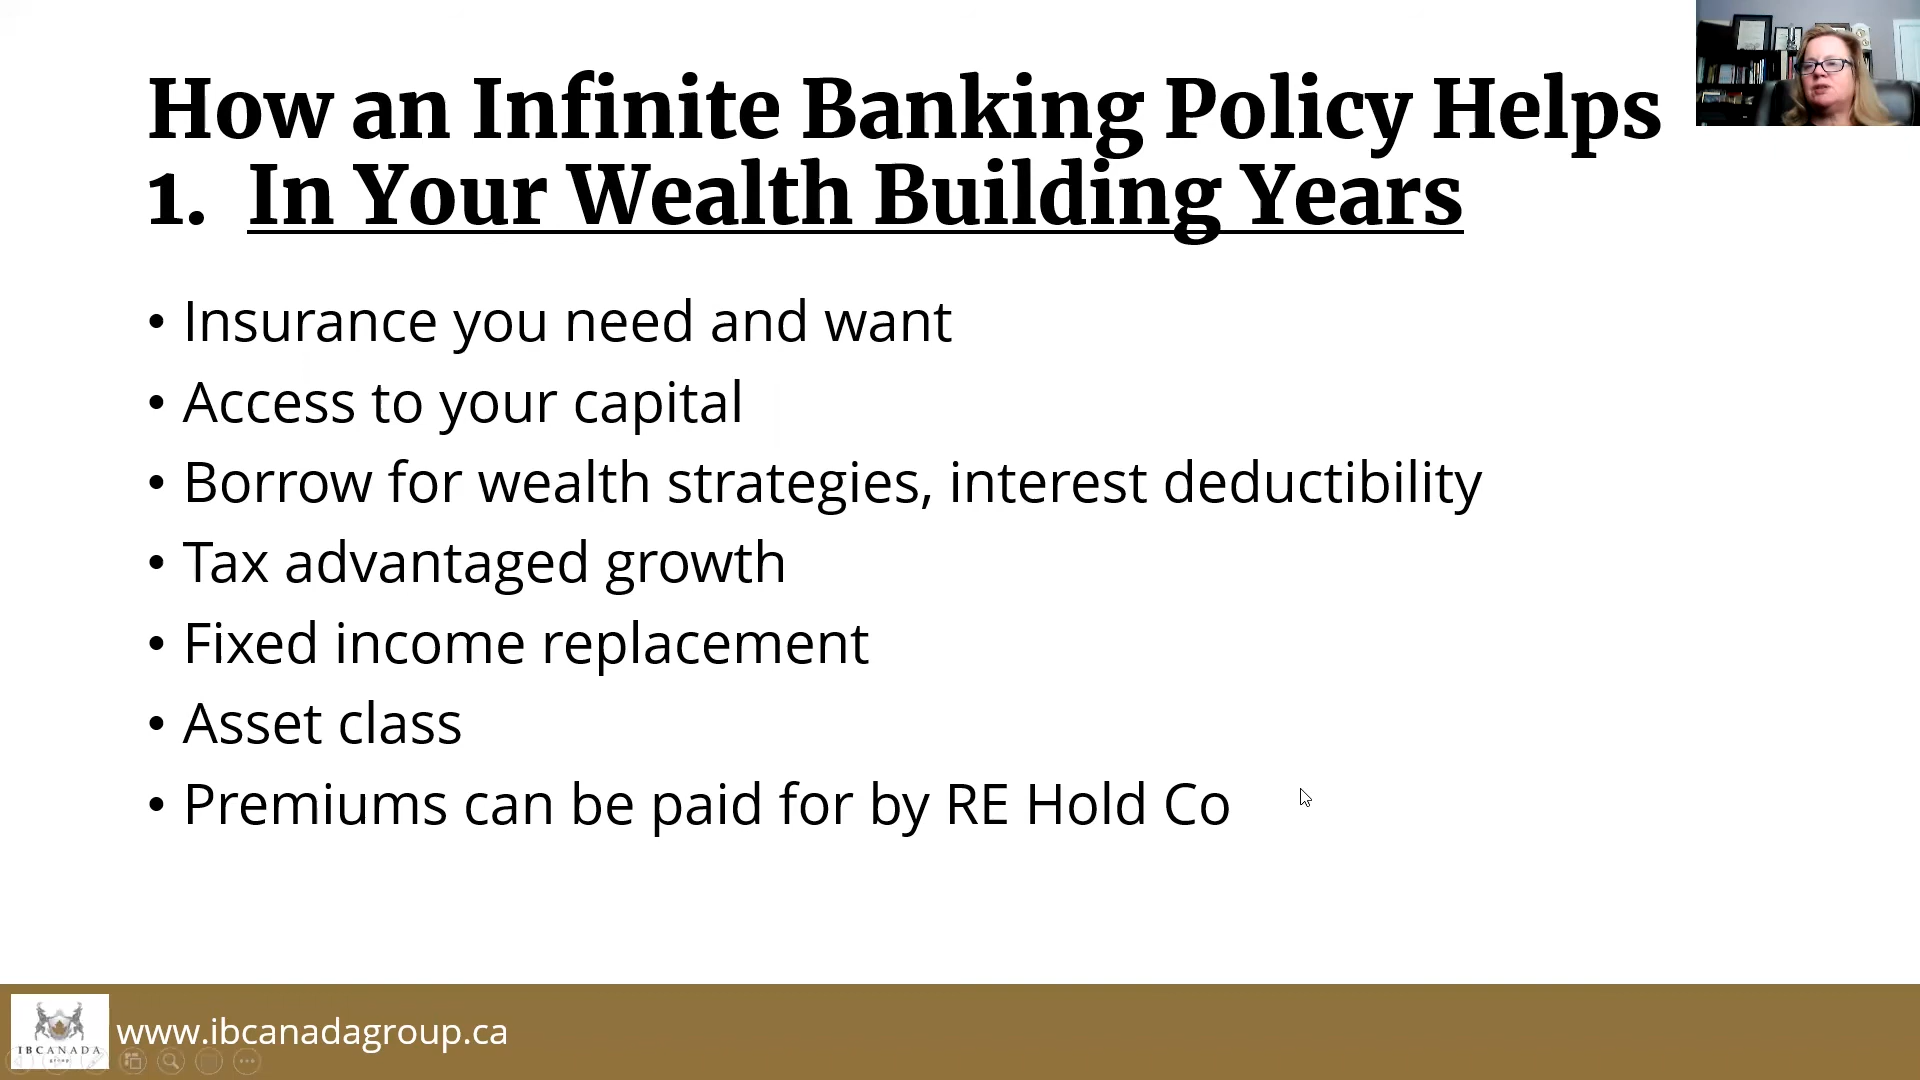 How an Infinite Banking Policy Helps
1. In Your Wealth Building Years
• Insurance you need and want
• Access to your capital
• Borrow for wealth strategies, interest deductibility
• Tax advantaged growth
• Fixed income replacement
• Asset class
• Premiums can be paid for by RE Hold Co
IBCANADA
group
www.ibcanadagroup.ca